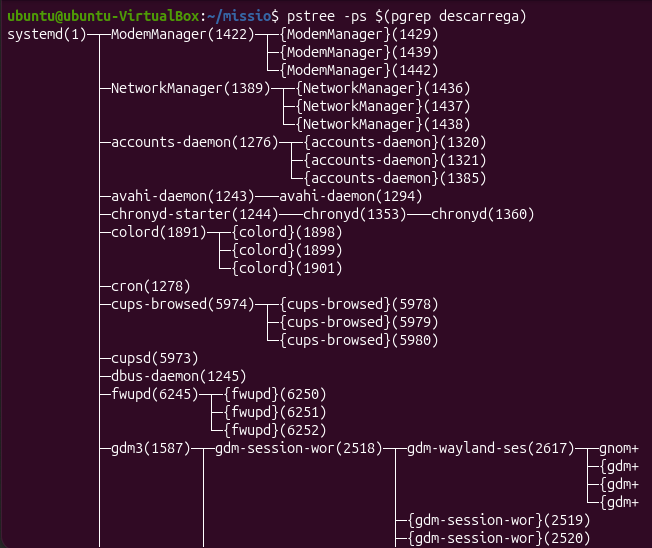 ubuntu@ubuntu-VirtualBox:~/missio$ pstree -ps $(pgrep descarrega)
systemd(1)─┬─ModemManager(1422)─┬─{ModemManager}(1429)
           │                    ├─{ModemManager}(1439)
           │                    └─{ModemManager}(1442)
           ├─NetworkManager(1389)─┬─{NetworkManager}(1436)
           │                      ├─{NetworkManager}(1437)
           │                      └─{NetworkManager}(1438)
           ├─accounts-daemon(1276)─┬─{accounts-daemon}(1320)
           │                       ├─{accounts-daemon}(1321)
           │                       └─{accounts-daemon}(1385)
           ├─avahi-daemon(1243)───avahi-daemon(1294)
           ├─chronyd-starter(1244)───chronyd(1353)───chronyd(1360)
           ├─colord(1891)─┬─{colord}(1898)
           │              ├─{colord}(1899)
           │              └─{colord}(1901)
           ├─cron(1278)
           ├─cups-browsed(5974)─┬─{cups-browsed}(5978)
           │                    ├─{cups-browsed}(5979)
           │                    └─{cups-browsed}(5980)
           ├─cupsd(5973)
           ├─dbus-daemon(1245)
           ├─fwupd(6245)─┬─{fwupd}(6250)
           │             ├─{fwupd}(6251)
           │             └─{fwupd}(6252)
           ├─gdm3(1587)─┬─gdm-session-wor(2518)─┬─gdm-wayland-ses(2617)─┬─gnom+
           │            │                       │                       ├─{gdm+
           │            │                       │                       ├─{gdm+
           │            │                       │                       └─{gdm+
           │            │                       ├─{gdm-session-wor}(2519)
           │            │                       ├─{gdm-session-wor}(2520)